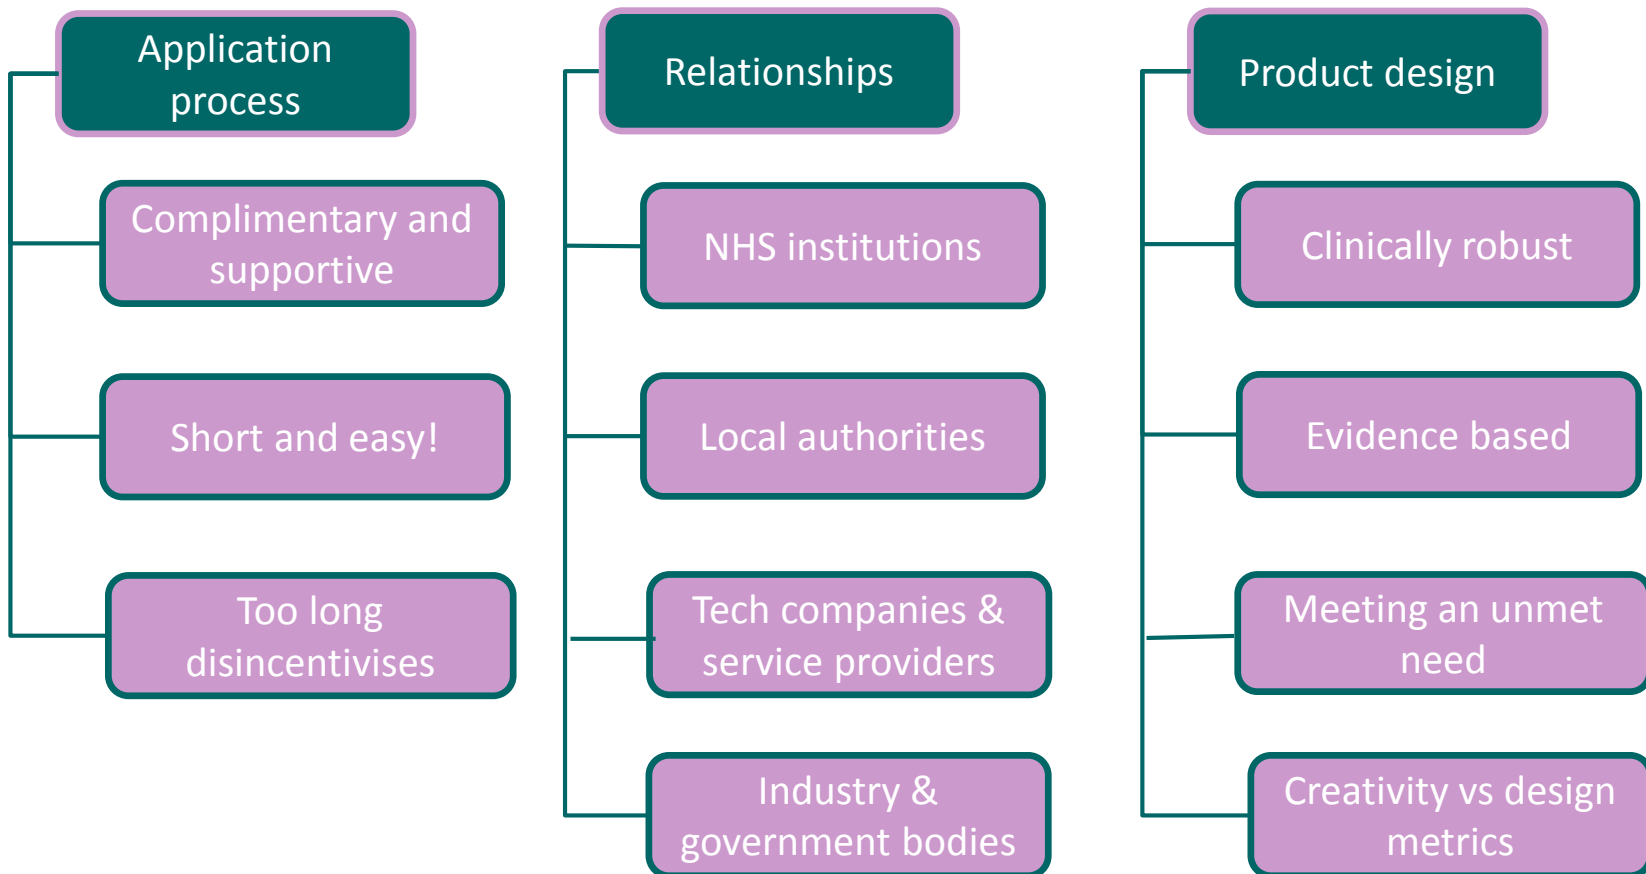 Application
process
Complimentary and
supportive
Short and easy!
Too long
disincentivises
Relationships
NHS institutions
Local authorities
Tech companies &
service providers
Industry &
government bodies
Product design
Clinically robust
Evidence based
Meeting an unmet
need
Creativity vs design
metrics